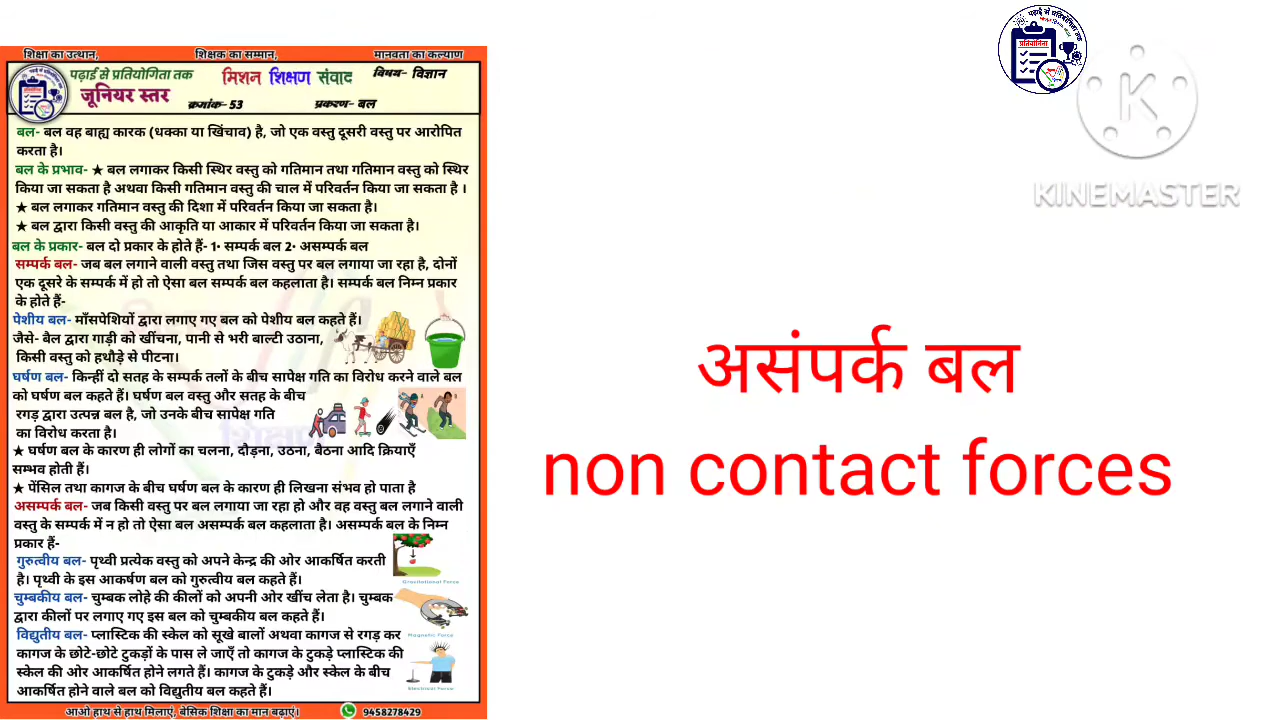 शिक्षा का उत्थान, शिक्षक का सम्मान, मानवता का कल्याण
पढ़ाई से प्रतियोगिता तक मिशन शिक्षण संवाद विषय- विज्ञान
जूनियर स्तर क्रमांक- 53 प्रकरण- बल
बल- बल वह बाह्य कारक (धक्का या खिंचाव) है, जो एक वस्तु दूसरी वस्तु पर आरोपित
करता है।
बल के प्रभाव- ★ बल लगाकर किसी स्थिर वस्तु को गतिमान तथा गतिमान वस्तु को स्थिर
किया जा सकता है अथवा किसी गतिमान वस्तु की चाल में परिवर्तन किया जा सकता है ।
★ बल लगाकर गतिमान वस्तु की दिशा में परिवर्तन किया जा सकता है।
★ बल द्वारा किसी वस्तु की आकृति या आकार में परिवर्तन किया जा सकता है।
बल के प्रकार- बल दो प्रकार के होते हैं- 1• सम्पर्क बल 2• असम्पर्क बल
सम्पर्क बल- जब बल लगाने वाली वस्तु तथा जिस वस्तु पर बल लगाया जा रहा है, दोनों
एक दूसरे के सम्पर्क में हो तो ऐसा बल सम्पर्क बल कहलाता है। सम्पर्क बल निम्न प्रकार
के होते हैं-
पेशीय बल- माँसपेशियों द्वारा लगाए गए बल को पेशीय बल कहते हैं।
जैसे- बैल द्वारा गाड़ी को खींचना, पानी से भरी बाल्टी उठाना,
किसी वस्तु को हथौड़े से पीटना।
घर्षण बल- किन्हीं दो सतह के सम्पर्क तलों के बीच सापेक्ष गति का विरोध करने वाले बल
को घर्षण बल कहते हैं। घर्षण बल वस्तु और सतह के बीच
रगड़ द्वारा उत्पन्न बल है, जो उनके बीच सापेक्ष गति
का विरोध करता है।
★ घर्षण बल के कारण ही लोगों का चलना, दौड़ना, उठना, बैठना आदि क्रियाएँ
सम्भव होती हैं।
★ पेंसिल तथा कागज के बीच घर्षण बल के कारण ही लिखना संभव हो पाता है
असम्पर्क बल- जब किसी वस्तु पर बल लगाया जा रहा हो और वह वस्तु बल लगाने वाली
वस्तु के सम्पर्क में न हो तो ऐसा बल असम्पर्क बल कहलाता है। असम्पर्क बल के निम्न
प्रकार हैं-
गुरुत्वीय बल- पृथ्वी प्रत्येक वस्तु को अपने केन्द्र की ओर आकर्षित करती
है। पृथ्वी के इस आकर्षण बल को गुरुत्वीय बल कहते हैं।
Gravitational Force
चुम्बकीय बल- चुम्बक लोहे की कीलों को अपनी ओर खींच लेता है। चुम्बक
द्वारा कीलों पर लगाए गए इस बल को चुम्बकीय बल कहते हैं।
Magnetic Force
विद्युतीय बल- प्लास्टिक की स्केल को सूखे बालों अथवा कागज से रगड़ कर
कागज के छोटे-छोटे टुकड़ों के पास ले जाएँ तो कागज के टुकड़े प्लास्टिक की
स्केल की ओर आकर्षित होने लगते हैं। कागज के टुकड़े और स्केल के बीच
आकर्षित होने वाले बल को विद्युतीय बल कहते हैं।
Electrical Force
आओ हाथ से हाथ मिलाएं, बेसिक शिक्षा का मान बढ़ाएं। 9458278429
पढ़ाई से प्रतियोगिता तक
प्रतियोगिता
K
KINEMASTER
असंपर्क बल
non contact forces